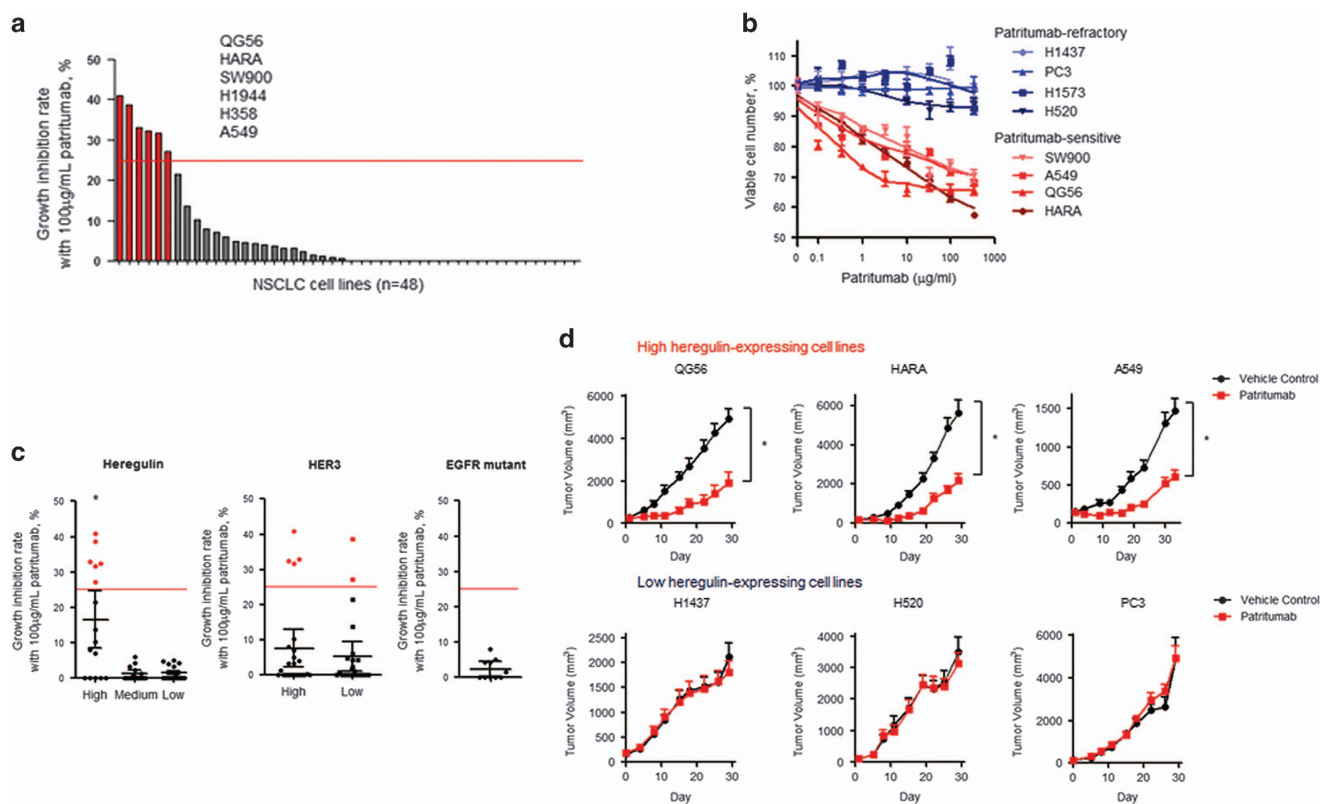 a
Growth inhibition rate
with 100μg/mL patritumab, %
50
40
30
20
10
0
QG56
HARA
SW900
H1944
H358
A549
NSCLC cell lines (n=48)
b
Viable cell number, %
110
100
90
80
70
60
50
0 0.1 1 10 100 1000
Patritumab (μg/ml)
Patritumab-refractory
H1437
PC3
H1573
H520
Patritumab-sensitive
SW900
A549
QG56
HARA
c
Heregulin
Growth inhibition rate
with 100μg/mL patritumab, %
50
40
30
20
10
0
*
High Medium Low
HER3
Growth inhibition rate
with 100μg/mL patritumab, %
50
40
30
20
10
0
High Low
EGFR mutant
Growth inhibition rate
with 100μg/mL patritumab, %
50
40
30
20
10
0
d
High heregulin-expressing cell lines
QG56
Tumor Volume (mm³)
6000
4000
2000
0
0 10 20 30
Day
*
HARA
Tumor Volume (mm³)
6000
4000
2000
0
0 10 20 30
Day
*
A549
Tumor Volume (mm³)
1500
1000
500
0
0 10 20 30
Day
*
Vehicle Control
Patritumab
Low heregulin-expressing cell lines
H1437
Tumor Volume (mm³)
2500
2000
1500
1000
500
0
0 10 20 30
Day
H520
Tumor Volume (mm³)
4000
3000
2000
1000
0
0 10 20 30
Day
PC3
Tumor Volume (mm³)
6000
4000
2000
0
0 10 20 30
Day
Vehicle Control
Patritumab